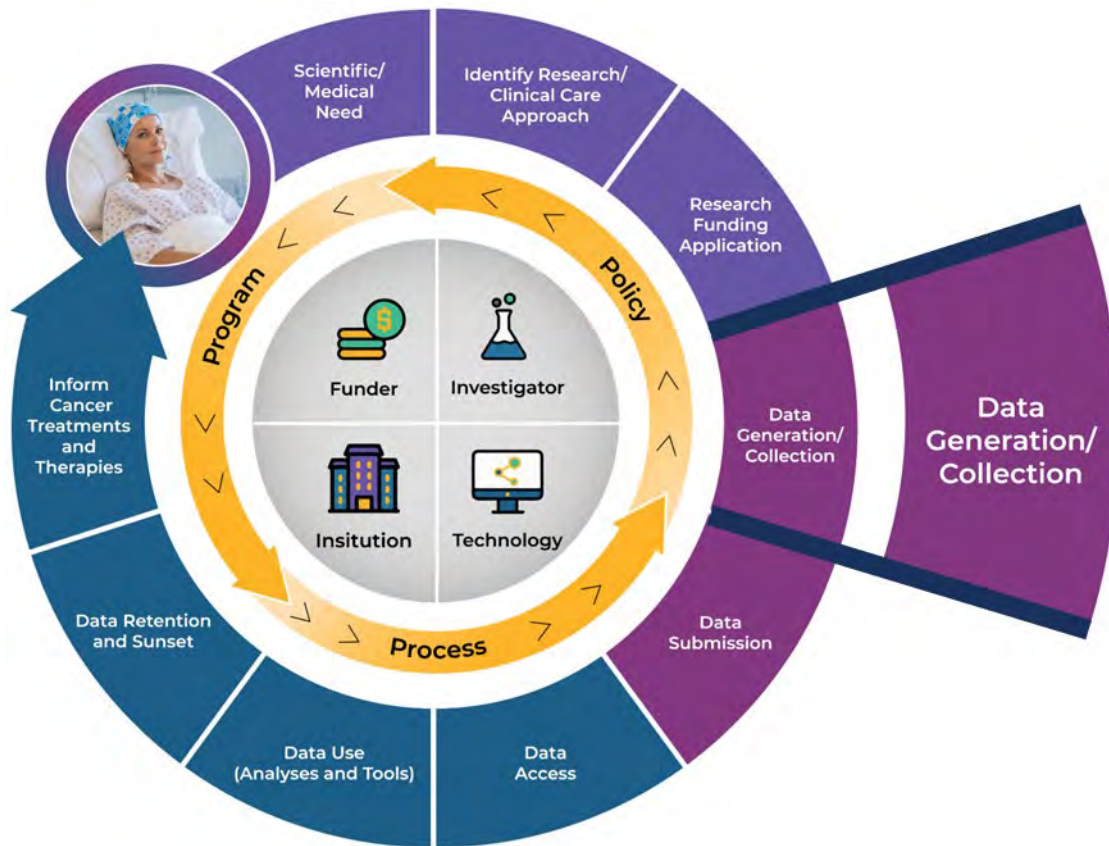 Scientific/
Medical
Need
Identify Research/
Clinical Care
Approach
Research
Funding
Application
Data
Generation/
Collection
Data
Generation/
Collection
Data
Submission
Data
Access
Data Use
(Analyses and Tools)
Data Retention
and Sunset
Inform
Cancer
Treatments
and
Therapies
Program
Policy
Process
$
Funder
Investigator
Insitution
Technology